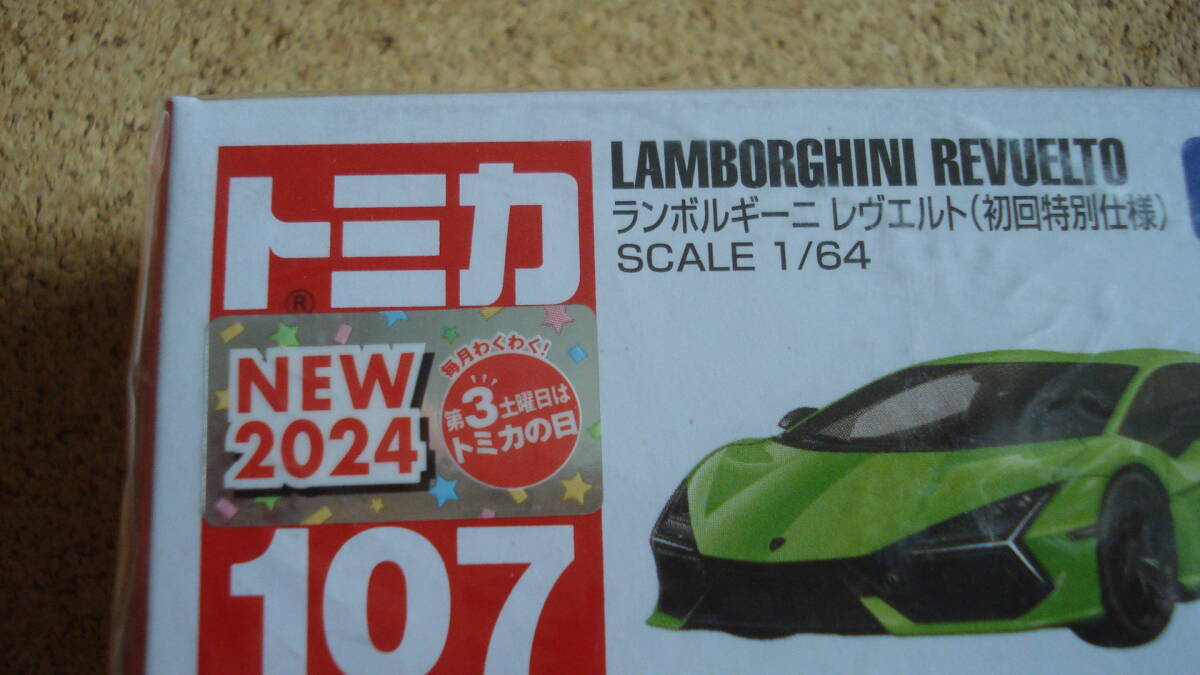 トミカ
®
LAMBORGHINI REVUELTO
ランボルギーニ レヴエルト(初回特別仕様)
SCALE 1/64
NEW
2024
毎月わくわく!
第3土曜日は
トミカの日
107